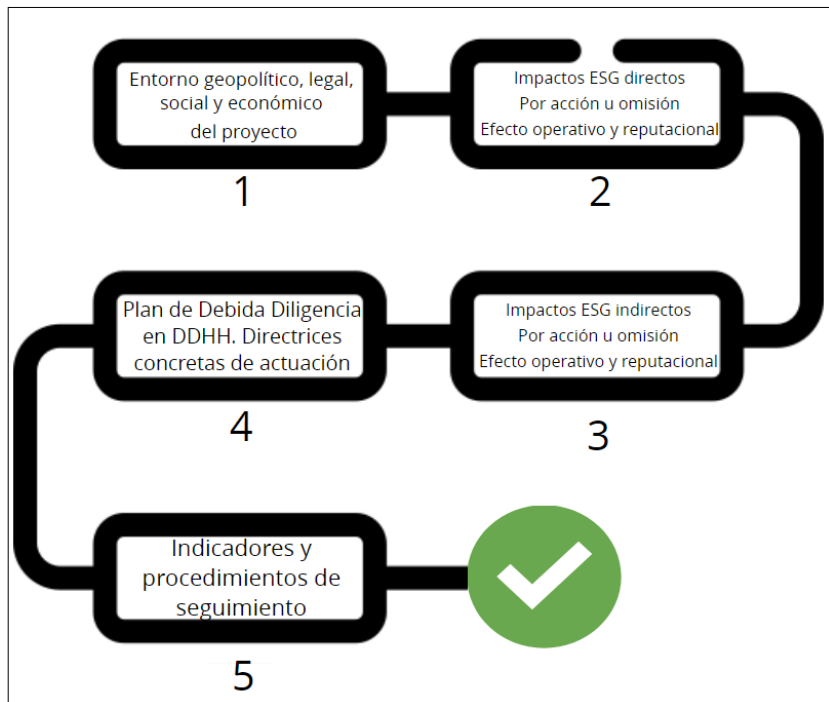 Entorno geopolítico, legal,
social y económico
del proyecto
1
Impactos ESG directos
Por acción u omisión
Efecto operativo y reputacional
2
Impactos ESG indirectos
Por acción u omisión
Efecto operativo y reputacional
3
Plan de Debida Diligencia
en DDHH. Directrices
concretas de actuación
4
Indicadores y
procedimientos de
seguimiento
5